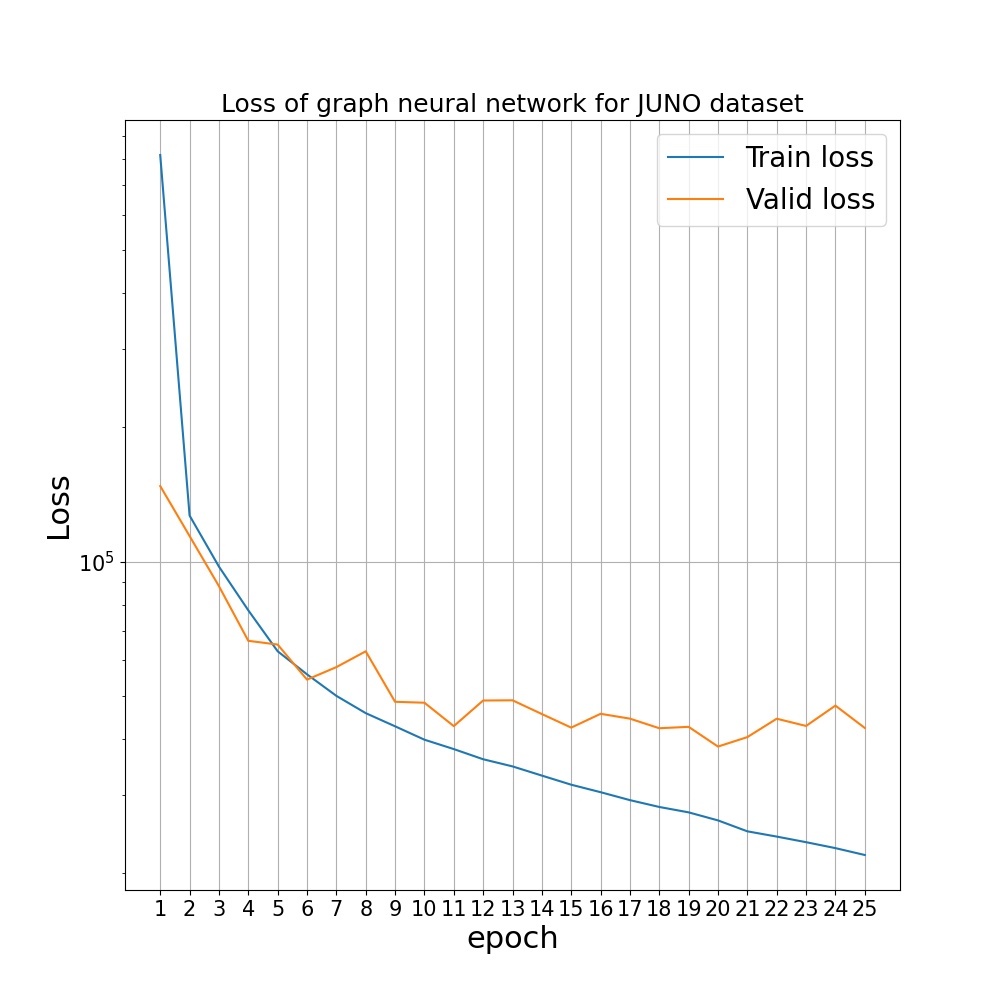 Loss of graph neural network for JUNO dataset
Train loss
Valid loss
Loss
10⁵
1 2 3 4 5 6 7 8 9 10 11 12 13 14 15 16 17 18 19 20 21 22 23 24 25
epoch